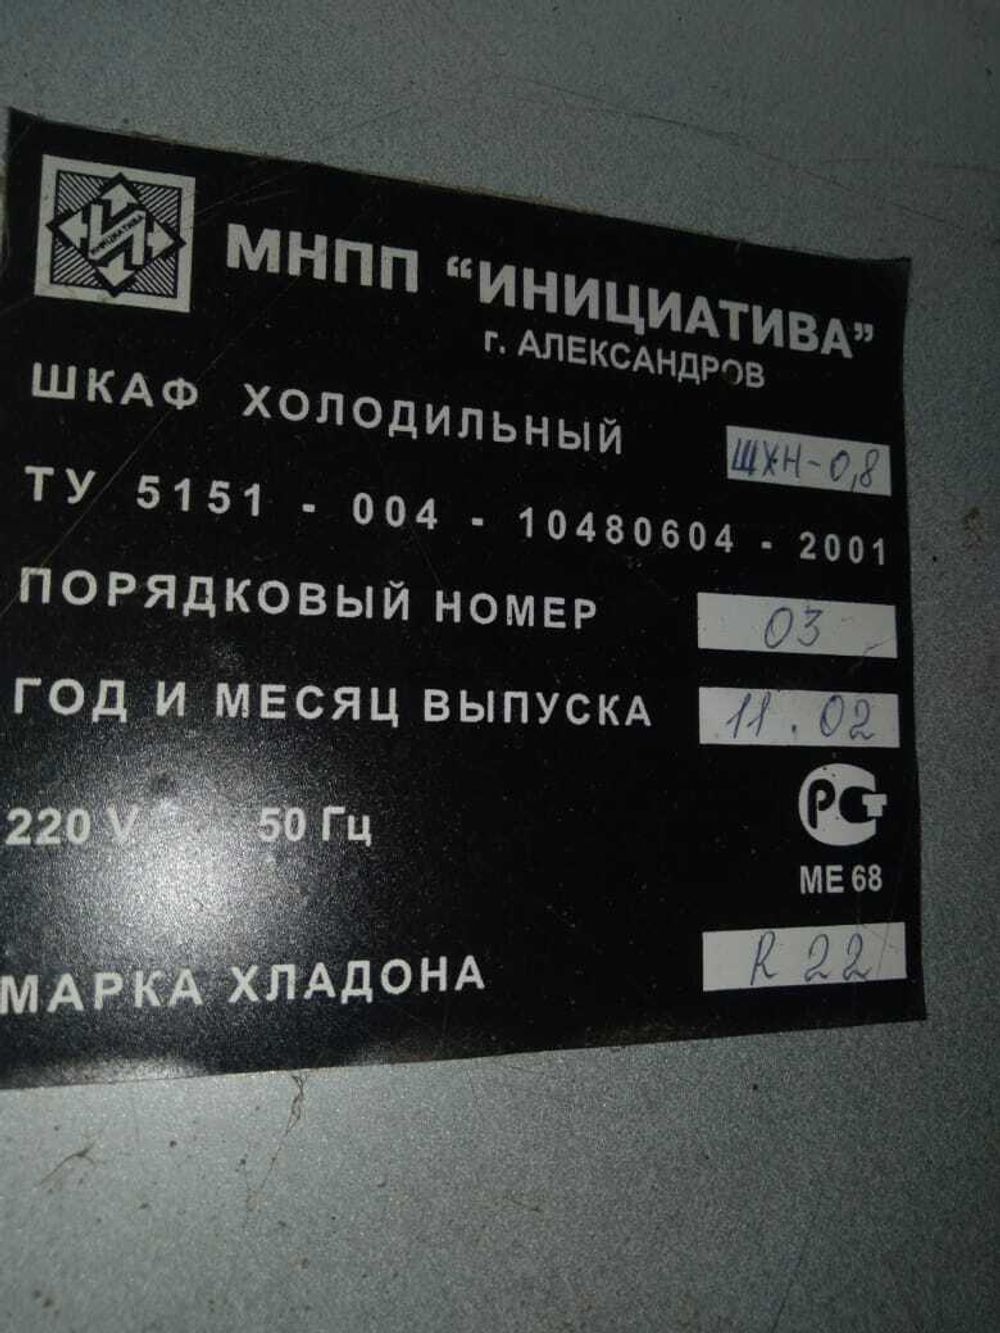 ИНИЦИАТИВА
МНПП “ИНИЦИАТИВА”
г. АЛЕКСАНДРОВ
ШКАФ ХОЛОДИЛЬНЫЙ ШХН-0,8
ТУ 5151 - 004 - 10480604 - 2001
ПОРЯДКОВЫЙ НОМЕР 03
ГОД И МЕСЯЦ ВЫПУСКА 11.02
220 V 50 Гц
РСТ
МЕ 68
МАРКА ХЛАДОНА R 22